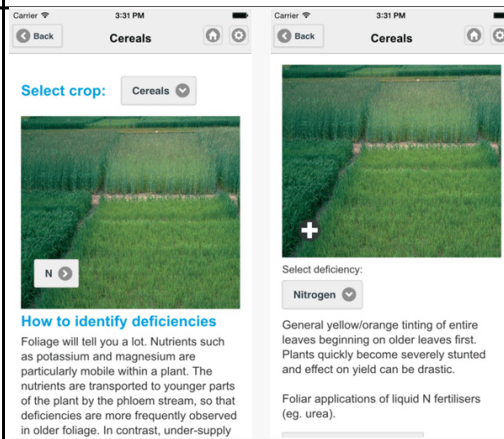 Carrier 3:31 PM
Back Cereals
Select crop: Cereals
N
How to identify deficiencies
Foliage will tell you a lot. Nutrients such
as potassium and magnesium are
particularly mobile within a plant. The
nutrients are transported to younger parts
of the plant by the phloem stream, so that
deficiencies are more frequently observed
in older foliage. In contrast, under-supply
Carrier 3:31 PM
Back Cereals
Select deficiency:
Nitrogen
General yellow/orange tinting of entire
leaves beginning on older leaves first.
Plants quickly become severely stunted
and effect on yield can be drastic.
Foliar applications of liquid N fertilisers
(eg. urea).